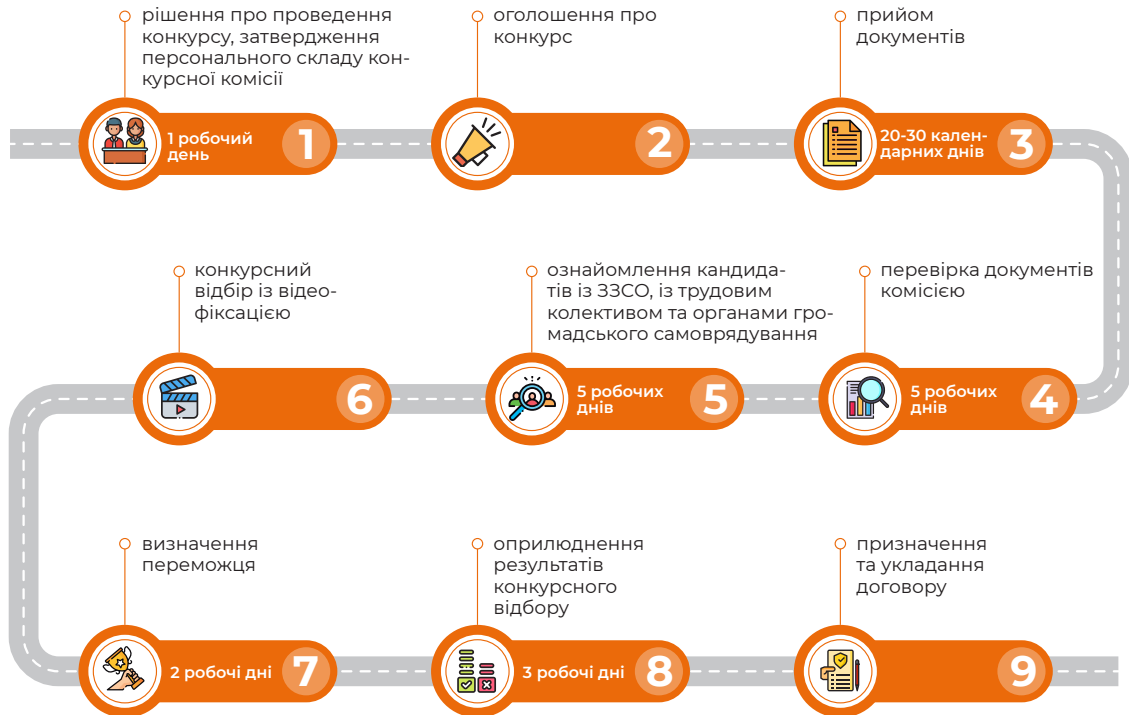 рішення про проведення
конкурсу, затвердження
персонального складу кон-
курсної комісії
1 робочий
день
1
оголошення про
конкурс
2
прийом
документів
20-30 кален-
дарних днів
3
перевірка документів
комісією
5 робочих
днів
4
ознайомлення кандида-
тів із ЗЗСО, із трудовим
колективом та органами гро-
мадського самоврядування
5 робочих
днів
5
конкурсний
відбір із відео-
фіксацією
6
визначення
переможця
2 робочі дні
7
оприлюднення
результатів
конкурсного
відбору
3 робочі дні
8
призначення
та укладання
договору
9